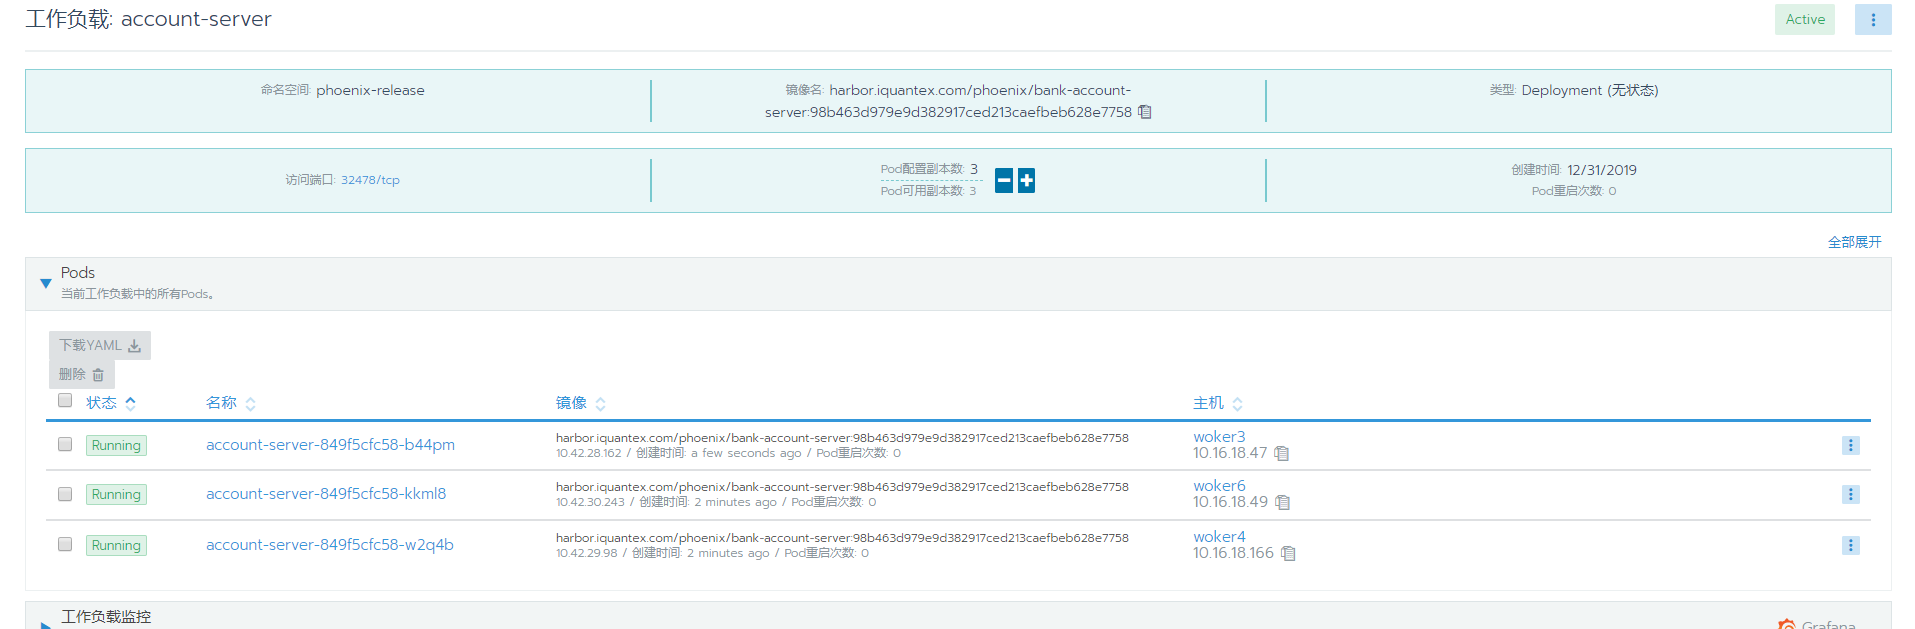 工作负载: account-server
Active
命名空间: phoenix-release
镜像名: harbor.iquantex.com/phoenix/bank-account-
server:98b463d979e9d382917ced213caefbeb628e7758
类型: Deployment (无状态)
访问端口: 32478/tcp
Pod配置副本数: 3
Pod可用副本数: 3
创建时间: 12/31/2019
Pod重启次数: 0
全部展开
Pods
当前工作负载中的所有Pods。
下载YAML
删除
状态 名称 镜像 主机
Running account-server-849f5cfc58-b44pm harbor.iquantex.com/phoenix/bank-account-server:98b463d979e9d382917ced213caefbeb628e7758 woker3
10.42.28.162 / 创建时间: a few seconds ago / Pod重启次数: 0 10.16.18.47
Running account-server-849f5cfc58-kkml8 harbor.iquantex.com/phoenix/bank-account-server:98b463d979e9d382917ced213caefbeb628e7758 woker6
10.42.30.243 / 创建时间: 2 minutes ago / Pod重启次数: 0 10.16.18.49
Running account-server-849f5cfc58-w2q4b harbor.iquantex.com/phoenix/bank-account-server:98b463d979e9d382917ced213caefbeb628e7758 woker4
10.42.29.98 / 创建时间: 2 minutes ago / Pod重启次数: 0 10.16.18.166
工作负载监控
Grafana